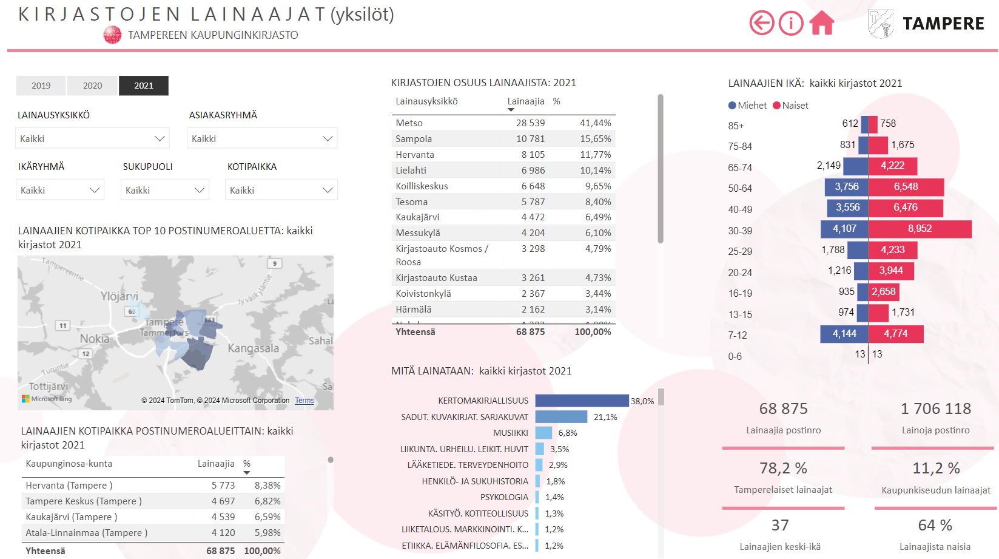 KIRJASTOJEN LAINAAJAT (yksilöt)
TAMPEREEN KAUPUNGINKIRJASTO
TAMPERE
2019 2020 2021
LAINAUSYKSIKKÖ ASIAKASRYHMÄ
Kaikki Kaikki
IKÄRYHMÄ SUKUPUOLI KOTIPAIKKA
Kaikki Kaikki Kaikki
LAINAAJIEN KOTIPAIKKA TOP 10 POSTINUMEROALUETTA: kaikki
kirjastot 2021
Tampereentie
9
Ylöjärvi
Jyväskyläntie
65
Tampere
E63
11
Tammerfors
Nokia
Kangasala
Sahal
12
Turuntie
Tottijärvi
Sa
Microsoft Bing
© 2024 TomTom, © 2024 Microsoft Corporation Terms
LAINAAJIEN KOTIPAIKKA POSTINUMEROALUEITTAIN: kaikki
kirjastot 2021
Kaupunginosa-kunta Lainaajia %
Hervanta (Tampere ) 5 773 8,38%
Tampere Keskus (Tampere ) 4 697 6,82%
Kaukajärvi (Tampere ) 4 539 6,59%
Atala-Linnainmaa (Tampere ) 4 120 5,98%
Yhteensä 68 875 100,00%
KIRJASTOJEN OSUUS LAINAAJISTA: 2021
Lainausyksikkö Lainaajia %
Metso 28 539 41,44%
Sampola 10 781 15,65%
Hervanta 8 105 11,77%
Lielahti 6 986 10,14%
Koilliskeskus 6 648 9,65%
Tesoma 5 787 8,40%
Kaukajärvi 4 472 6,49%
Messukylä 4 204 6,10%
Kirjastoauto Kosmos / 3 298 4,79%
Roosa
Kirjastoauto Kustaa 3 261 4,73%
Koivistonkylä 2 367 3,44%
Härmälä 2 162 3,14%
Yhteensä 68 875 100,00%
MITÄ LAINATAAN: kaikki kirjastot 2021
KERTOMAKIRJALLISUUS 38,0%
SADUT. KUVAKIRJAT. SARJAKUVAT 21,1%
MUSIIKKI 6,8%
LIIKUNTA. URHEILU. LEIKIT. HUVIT 3,5%
LÄÄKETIEDE. TERVEYDENHOITO 2,9%
HENKILÖ- JA SUKUHISTORIA 1,8%
PSYKOLOGIA 1,4%
KÄSITYÖ. KOTITEOLLISUUS 1,3%
LIIKETALOUS. MARKKINOINTI. K... 1,2%
ETIIKKA. ELÄMÄNFILOSOFIA. ES... 1,2%
LAINAAJIEN IKÄ: kaikki kirjastot 2021
Miehet Naiset
85+ 612 758
75-84 831 1,675
65-74 2,149 4,222
50-64 3,756 6,548
40-49 3,556 6,476
30-39 4,107 8,952
25-29 1,788 4,233
20-24 1,216 3,944
16-19 935 2,658
13-15 974 1,731
7-12 4,144 4,774
0-6 13 13
68 875 1 706 118
Lainaajia postinro Lainoja postinro
78,2 % 11,2 %
Tamperelaiset lainaajat Kaupunkiseudun lainaajat
37 64 %
Lainaajien keski-ikä Lainaajista naisia